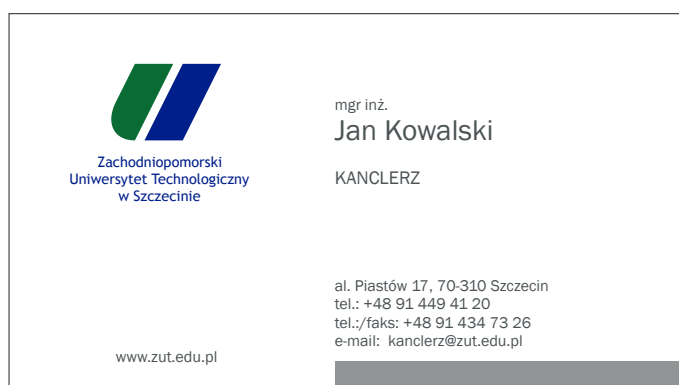 Zachodniopomorski
Uniwersytet Technologiczny
w Szczecinie
www.zut.edu.pl
mgr inż.
Jan Kowalski
KANCLERZ
al. Piastów 17, 70-310 Szczecin
tel.: +48 91 449 41 20
tel.:/faks: +48 91 434 73 26
e-mail: kanclerz@zut.edu.pl